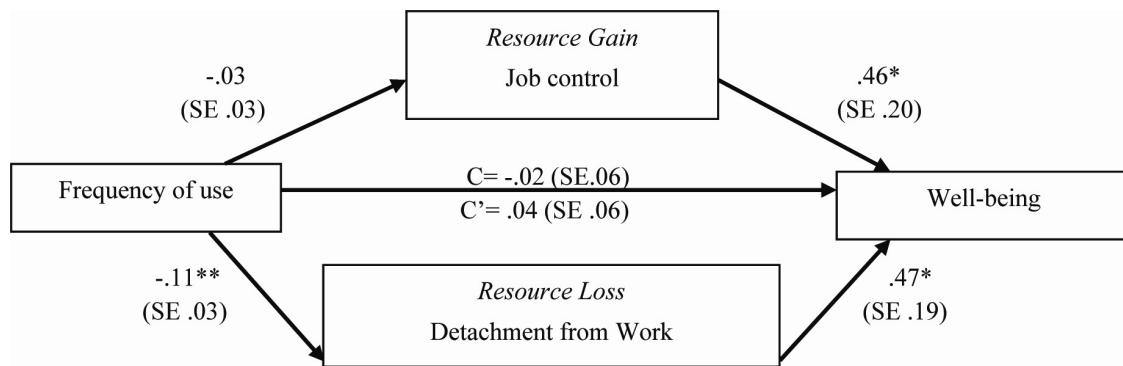 Resource Gain
Job control
-.03
(SE .03)
.46*
(SE .20)
Frequency of use
C= -.02 (SE.06)
C’= .04 (SE .06)
Well-being
-.11**
(SE .03)
Resource Loss
Detachment from Work
.47*
(SE .19)